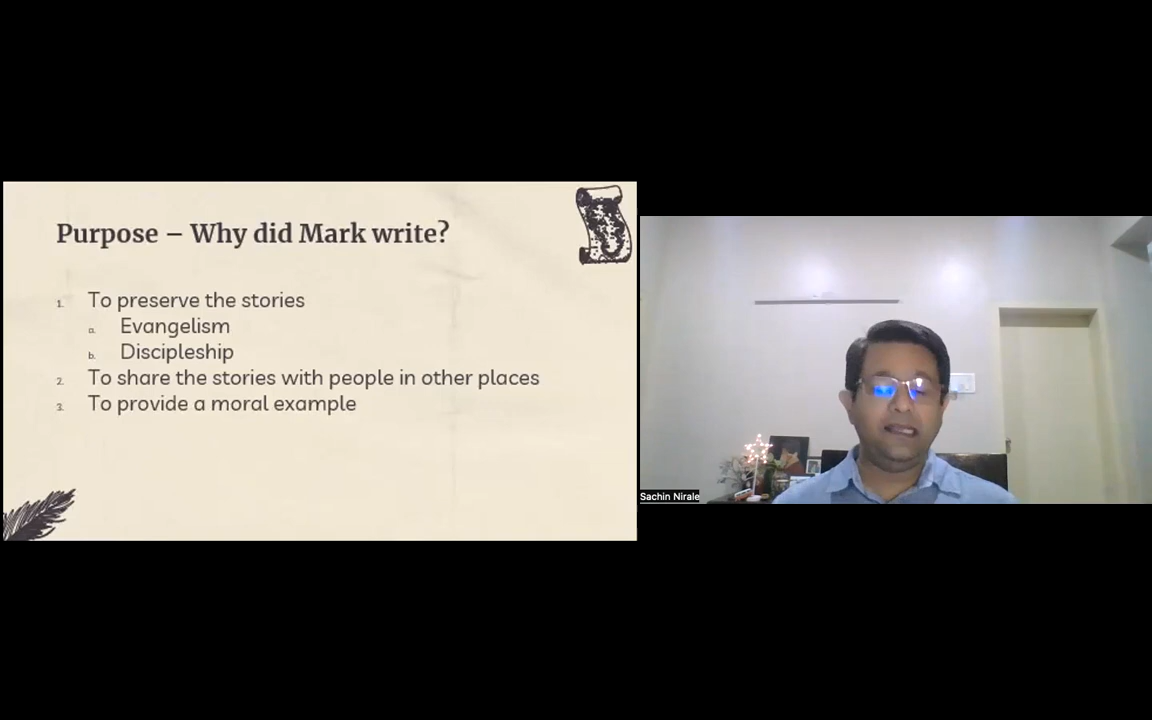 Purpose – Why did Mark write?
1. To preserve the stories
a. Evangelism
b. Discipleship
2. To share the stories with people in other places
3. To provide a moral example
Sachin Nirale